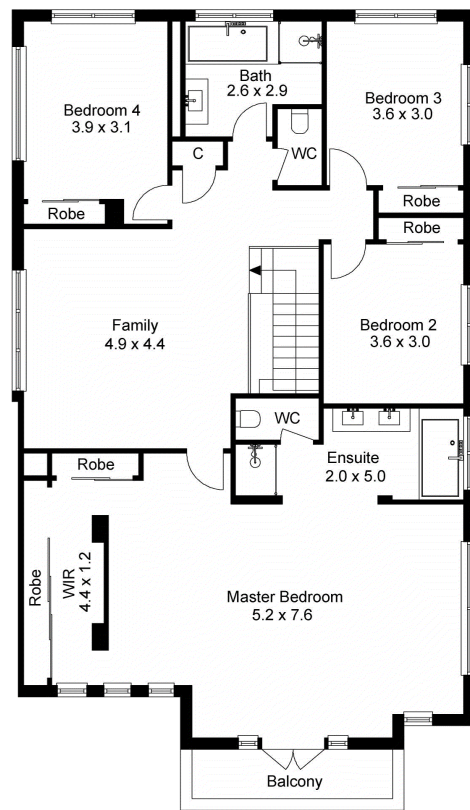 Bath
2.6 x 2.9
Bedroom 4
3.9 x 3.1
Bedroom 3
3.6 x 3.0
C
WC
Robe
Robe
Robe
Family
4.9 x 4.4
Bedroom 2
3.6 x 3.0
WC
Ensuite
2.0 x 5.0
Robe
Robe
WIR
4.4 x 1.2
Master Bedroom
5.2 x 7.6
Balcony